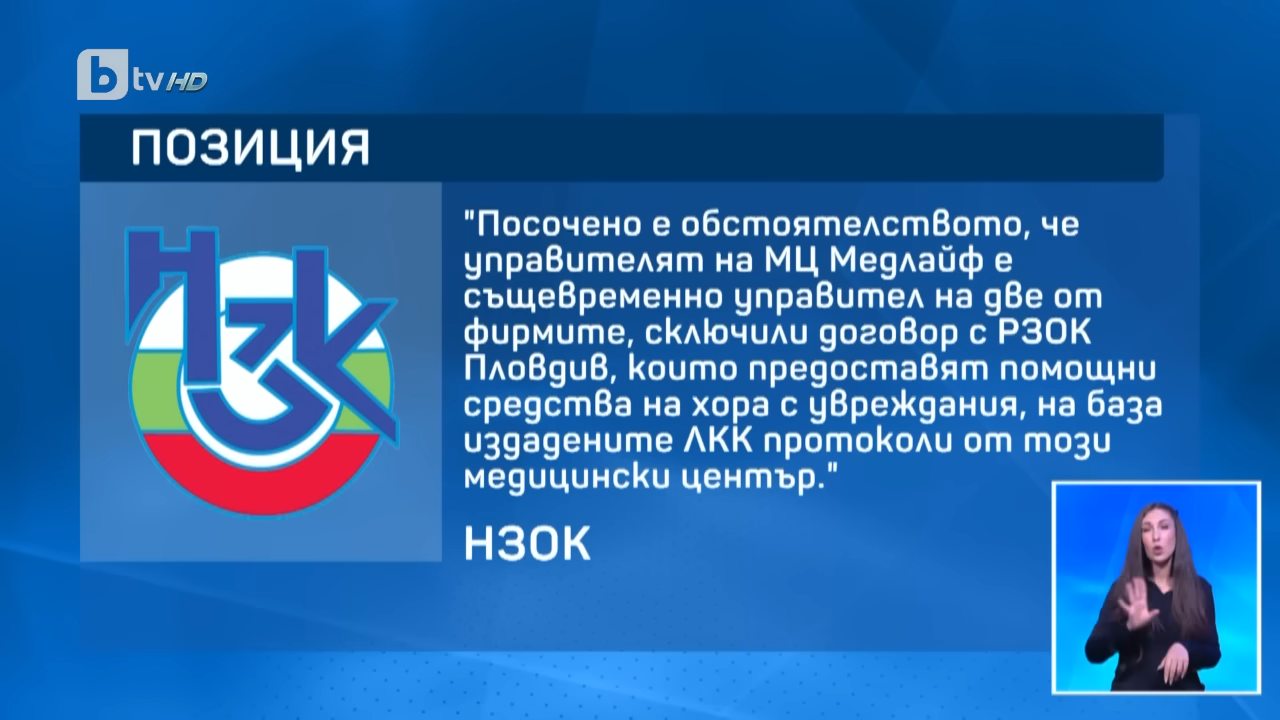 btv HD
ПОЗИЦИЯ
НЗОК
"Посочено е обстоятелството, че
управителят на МЦ Медлайф е
същевременно управител на две от
фирмите, сключили договор с РЗОК
Пловдив, които предоставят помощни
средства на хора с увреждания, на база
издадените ЛКК протоколи от този
медицински център."
НЗОК